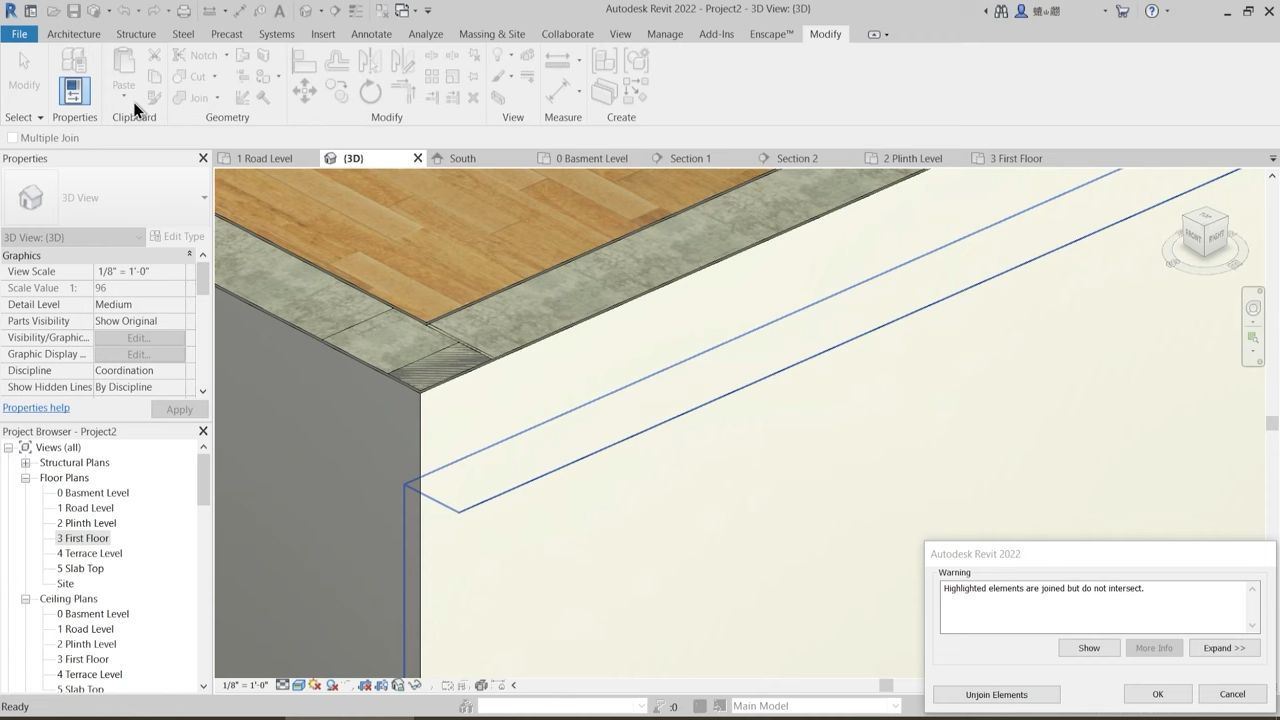 Autodesk Revit 2022 - Project2 - 3D View: {3D}
File Architecture Structure Steel Precast Systems Insert Annotate Analyze Massing & Site Collaborate View Manage Add-Ins Enscape™ Modify
Modify
Paste
Notch
Cut
Join
Select Properties Clipboard Geometry Modify View Measure Create
Multiple Join
Properties
1 Road Level
{3D}
South
0 Basment Level
Section 1
Section 2
2 Plinth Level
3 First Floor
3D View
3D View: {3D}
Edit Type
Graphics
View Scale 1/8" = 1'-0"
Scale Value 1: 96
Detail Level Medium
Parts Visibility Show Original
Visibility/Graphic... Edit...
Graphic Display ... Edit...
Discipline Coordination
Show Hidden Lines By Discipline
Properties help
Apply
Project Browser - Project2
Views (all)
Structural Plans
Floor Plans
0 Basment Level
1 Road Level
2 Plinth Level
3 First Floor
4 Terrace Level
5 Slab Top
Site
Ceiling Plans
0 Basment Level
1 Road Level
2 Plinth Level
3 First Floor
4 Terrace Level
5 Slab Top
TOP
FRONT
RIGHT
Autodesk Revit 2022
Warning
Highlighted elements are joined but do not intersect.
Show
More Info
Expand >>
Unjoin Elements
OK
Cancel
1/8" = 1'-0"
Ready
:0
Main Model